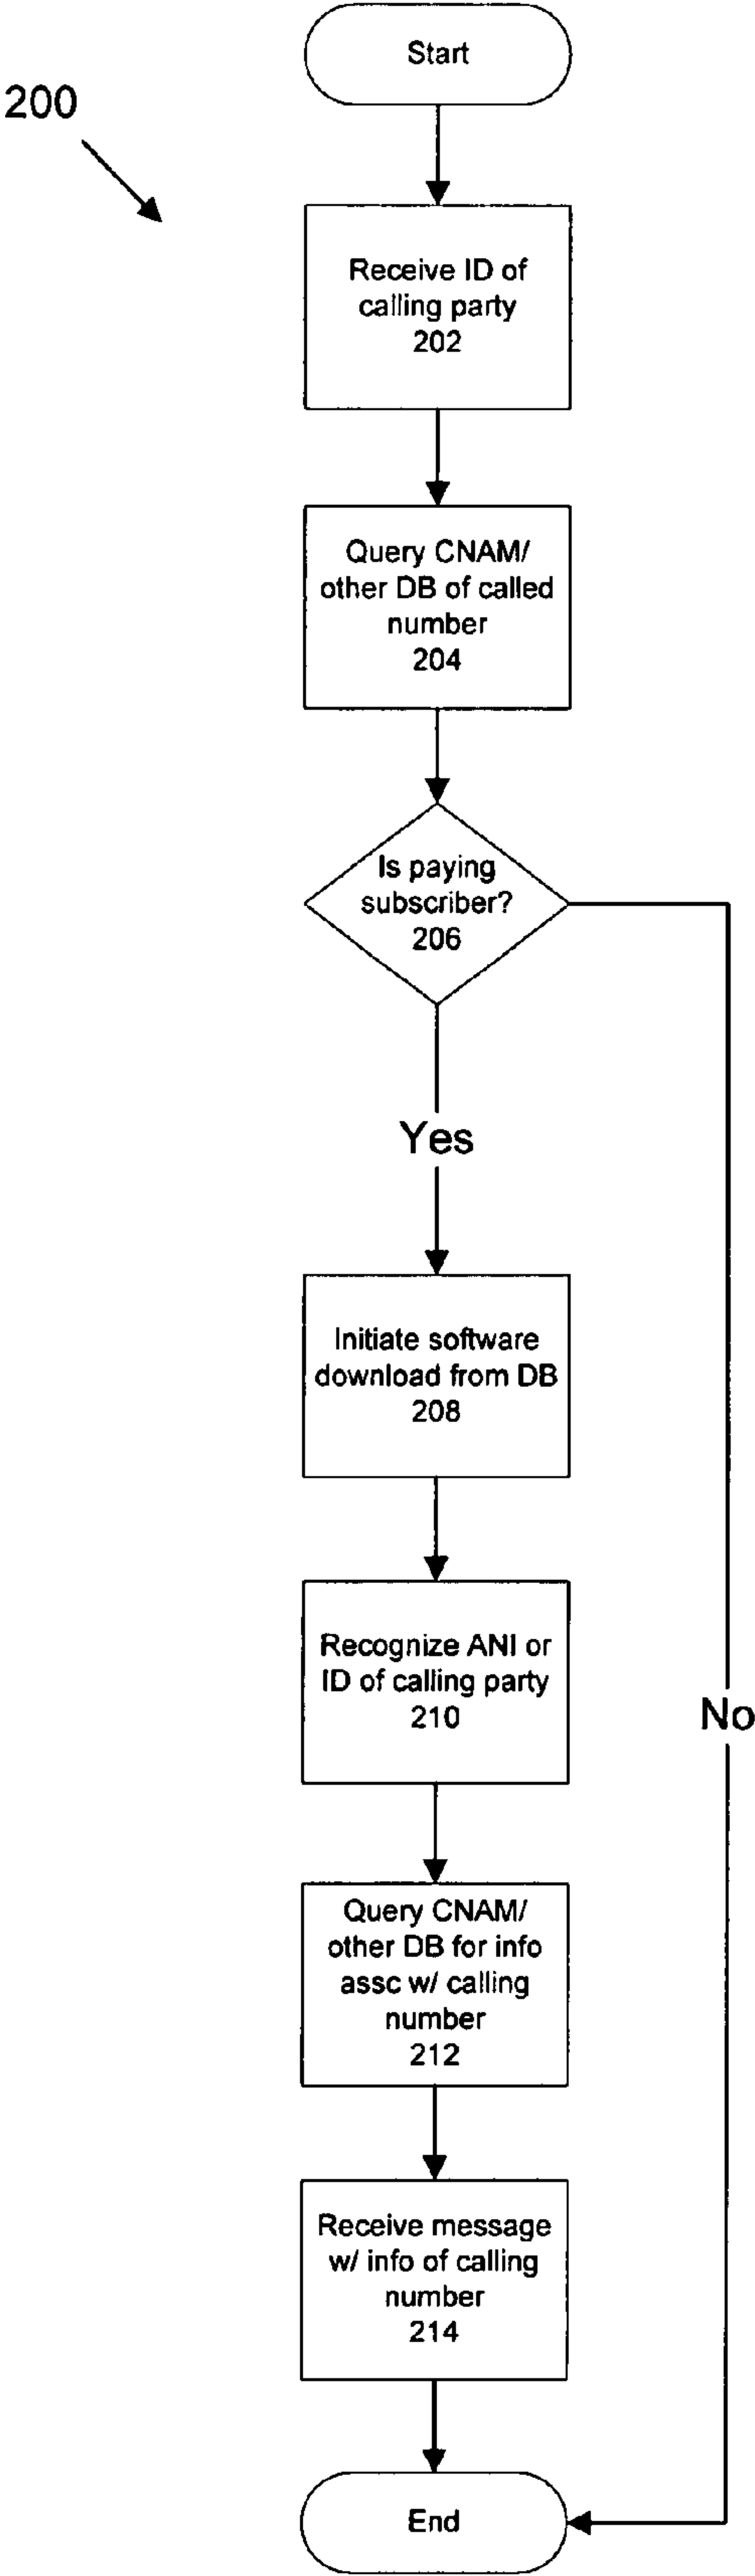 Start
200
Receive ID of
calling party
202
Query CNAM/
other DB of called
number
204
Is paying
subscriber?
206
Yes
Initiate software
download from DB
208
Recognize ANI or
ID of calling party
210
No
Query CNAM/
other DB for info
assc w/ calling
number
212
Receive message
w/ info of calling
number
214
End